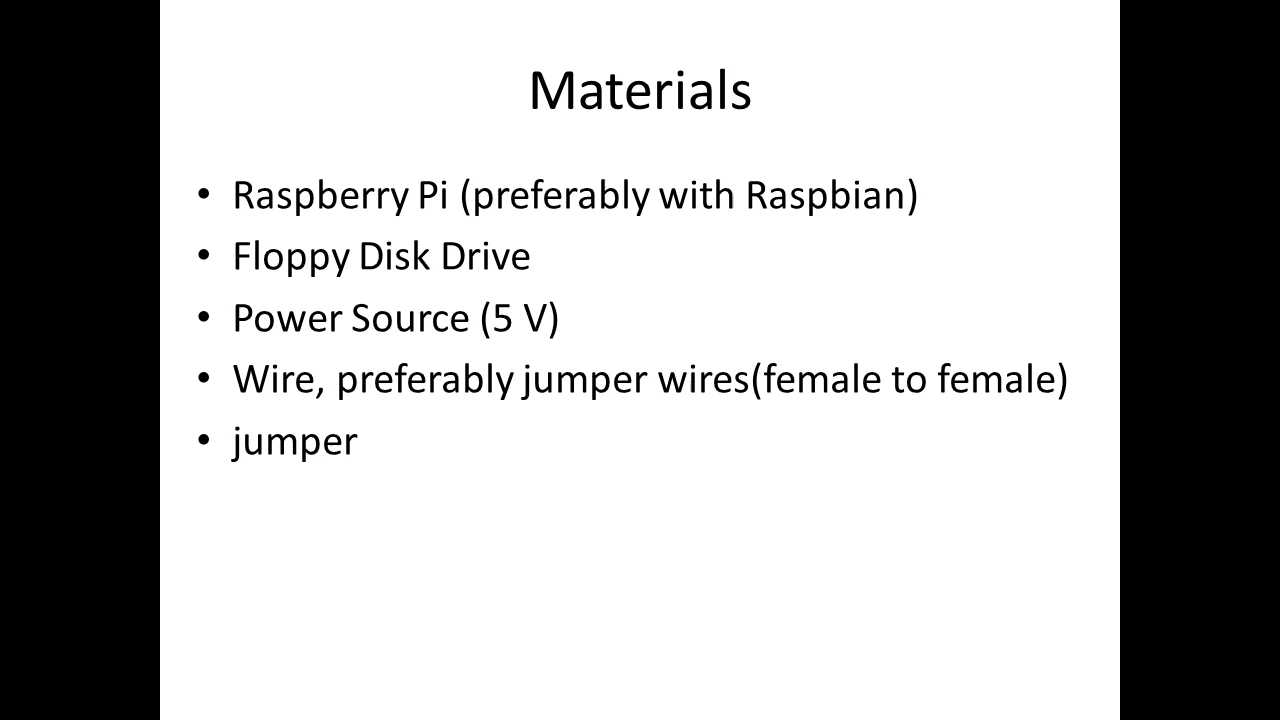 Materials
• Raspberry Pi (preferably with Raspbian)
• Floppy Disk Drive
• Power Source (5 V)
• Wire, preferably jumper wires(female to female)
• jumper